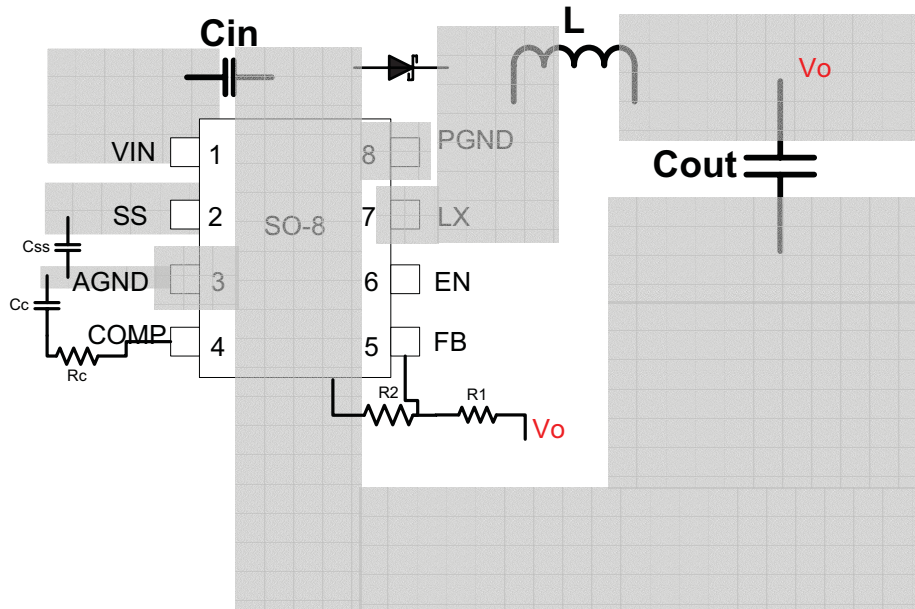 Cin
L
Vo
VIN
1
8
PGND
Cout
SS
2
SO-8
7
LX
Css
AGND
3
6
EN
Cc
COMP
4
5
FB
Rc
R2
R1
Vo